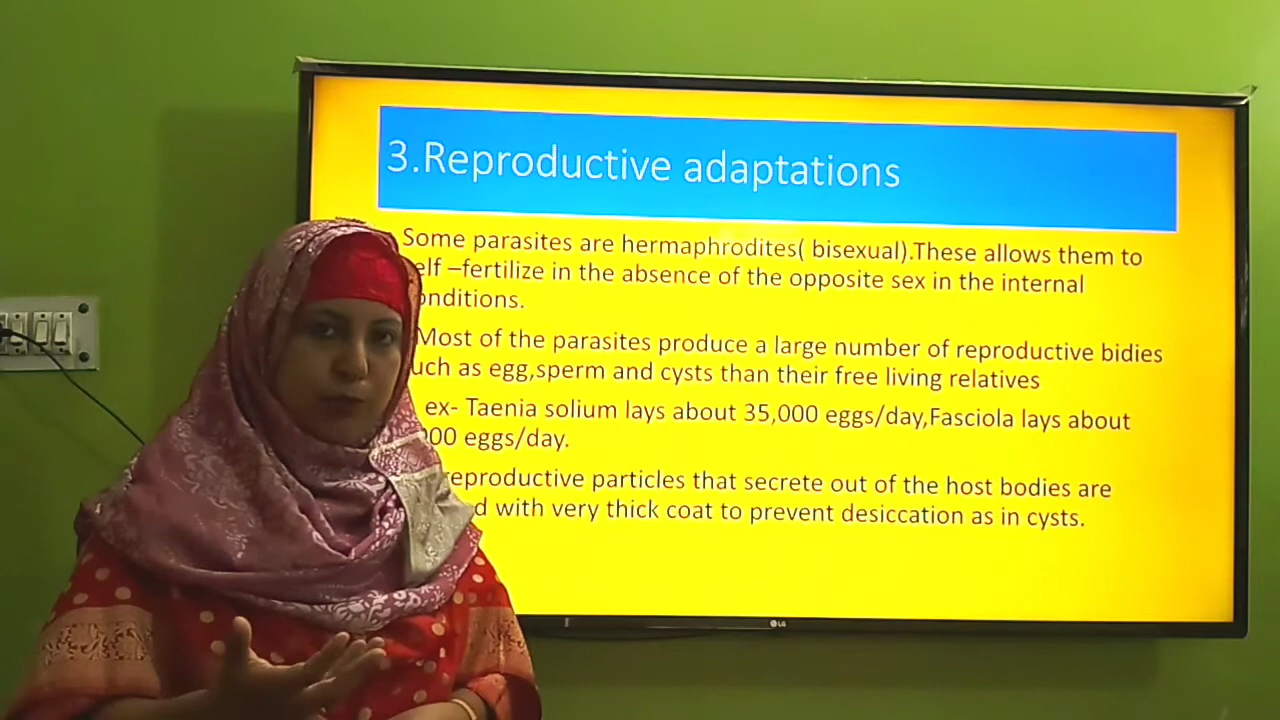 3.Reproductive adaptations
Some parasites are hermaphrodites( bisexual).These allows them to
–fertilize in the absence of the opposite sex in the internal
Most of the parasites produce a large number of reproductive bidies
as egg,sperm and cysts than their free living relatives
ex- Taenia solium lays about 35,000 eggs/day,Fasciola lays about
eggs/day.
reproductive particles that secrete out of the host bodies are
with very thick coat to prevent desiccation as in cysts.
LG